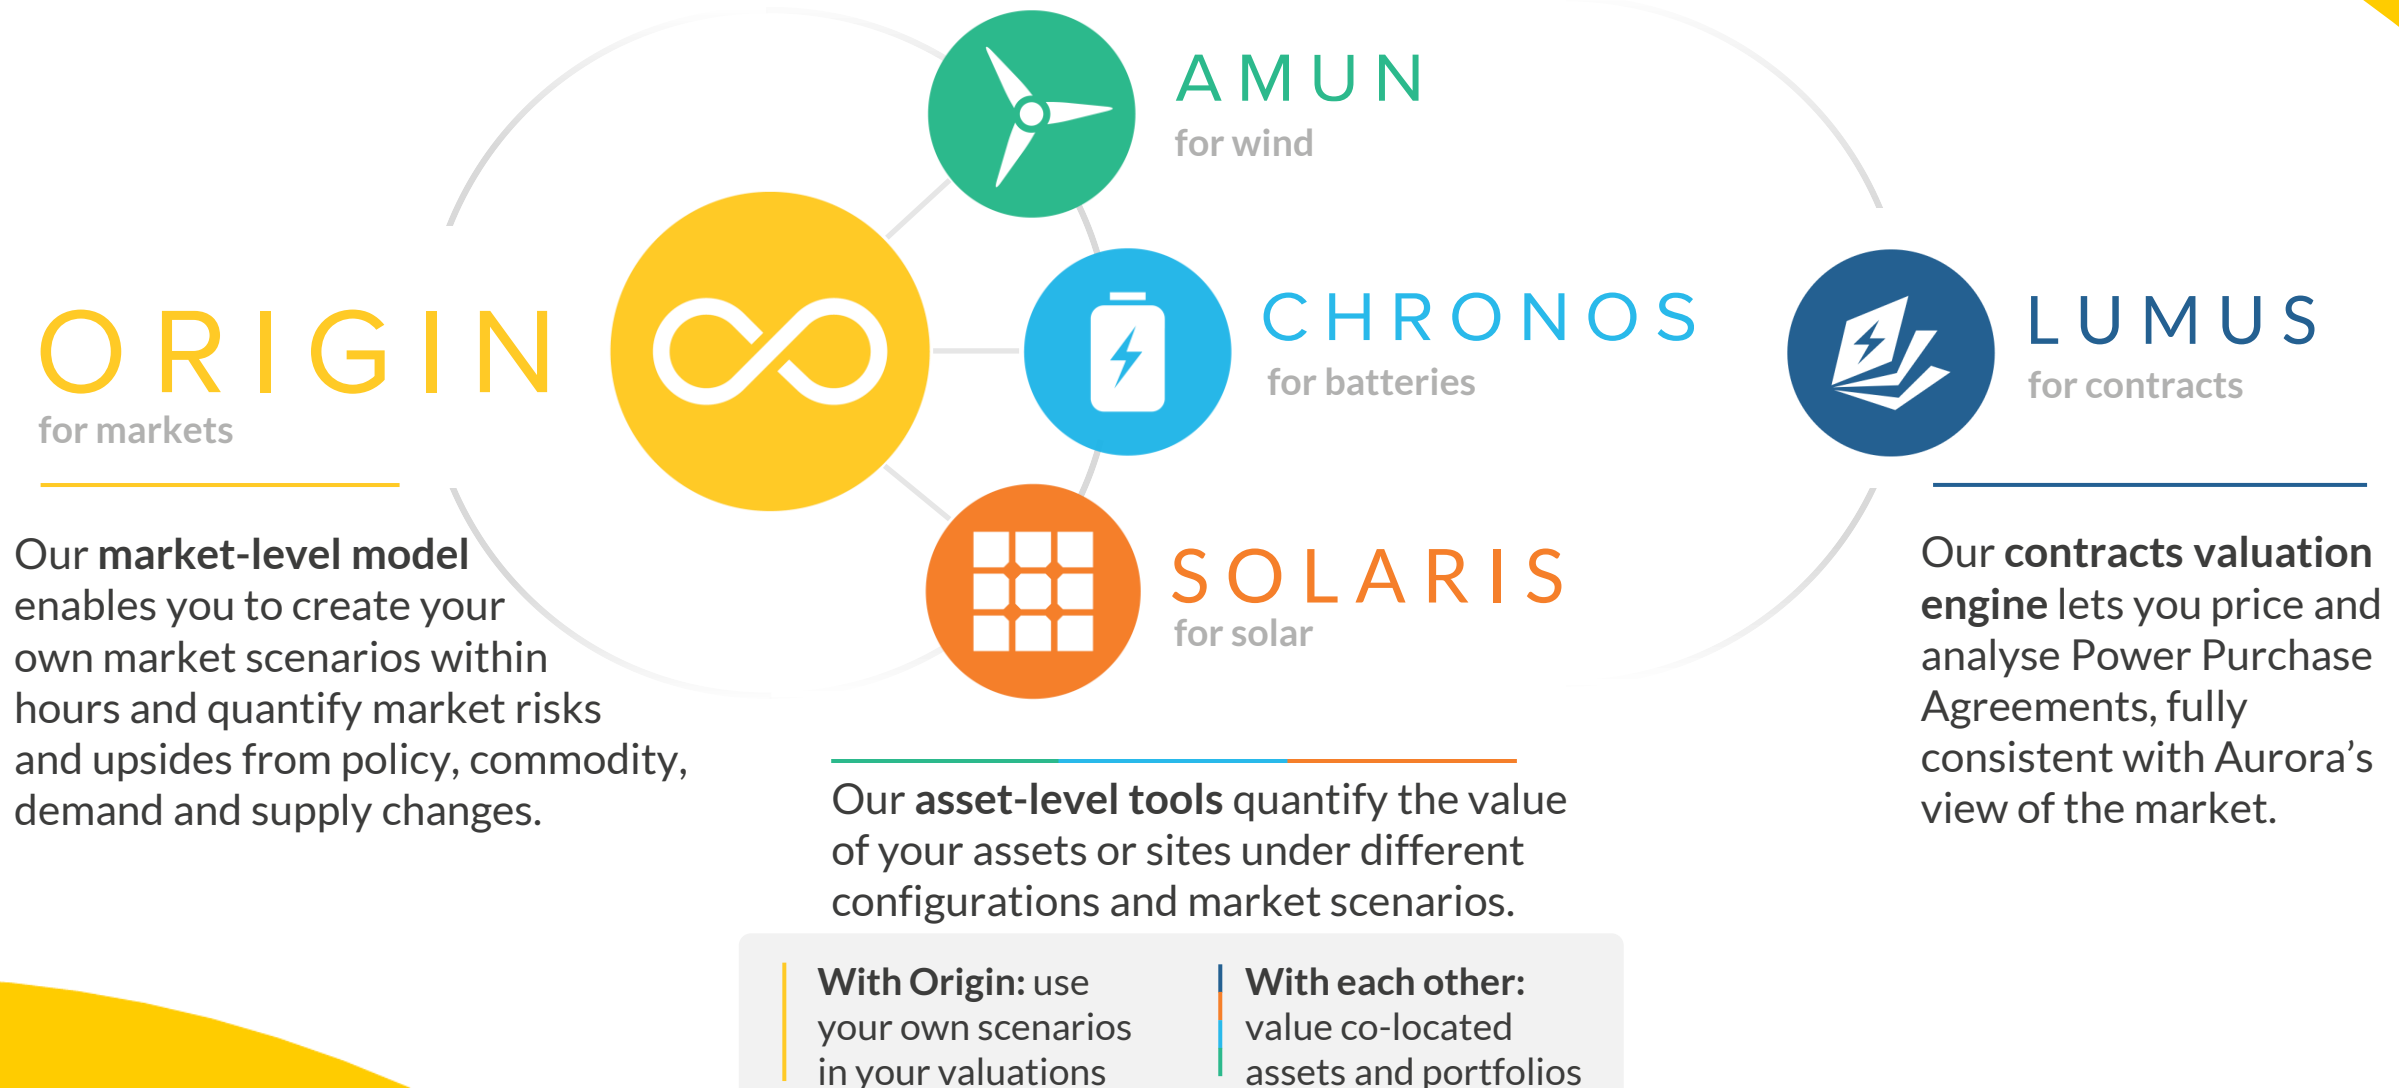 AMUN
for wind
ORIGIN
for markets
CHRONOS
for batteries
LUMUS
for contracts
SOLARIS
for solar
Our market-level model
enables you to create your
own market scenarios within
hours and quantify market risks
and upsides from policy, commodity,
demand and supply changes.
Our asset-level tools quantify the value
of your assets or sites under different
configurations and market scenarios.
With Origin: use
your own scenarios
in your valuations
With each other:
value co-located
assets and portfolios
Our contracts valuation
engine lets you price and
analyse Power Purchase
Agreements, fully
consistent with Aurora’s
view of the market.